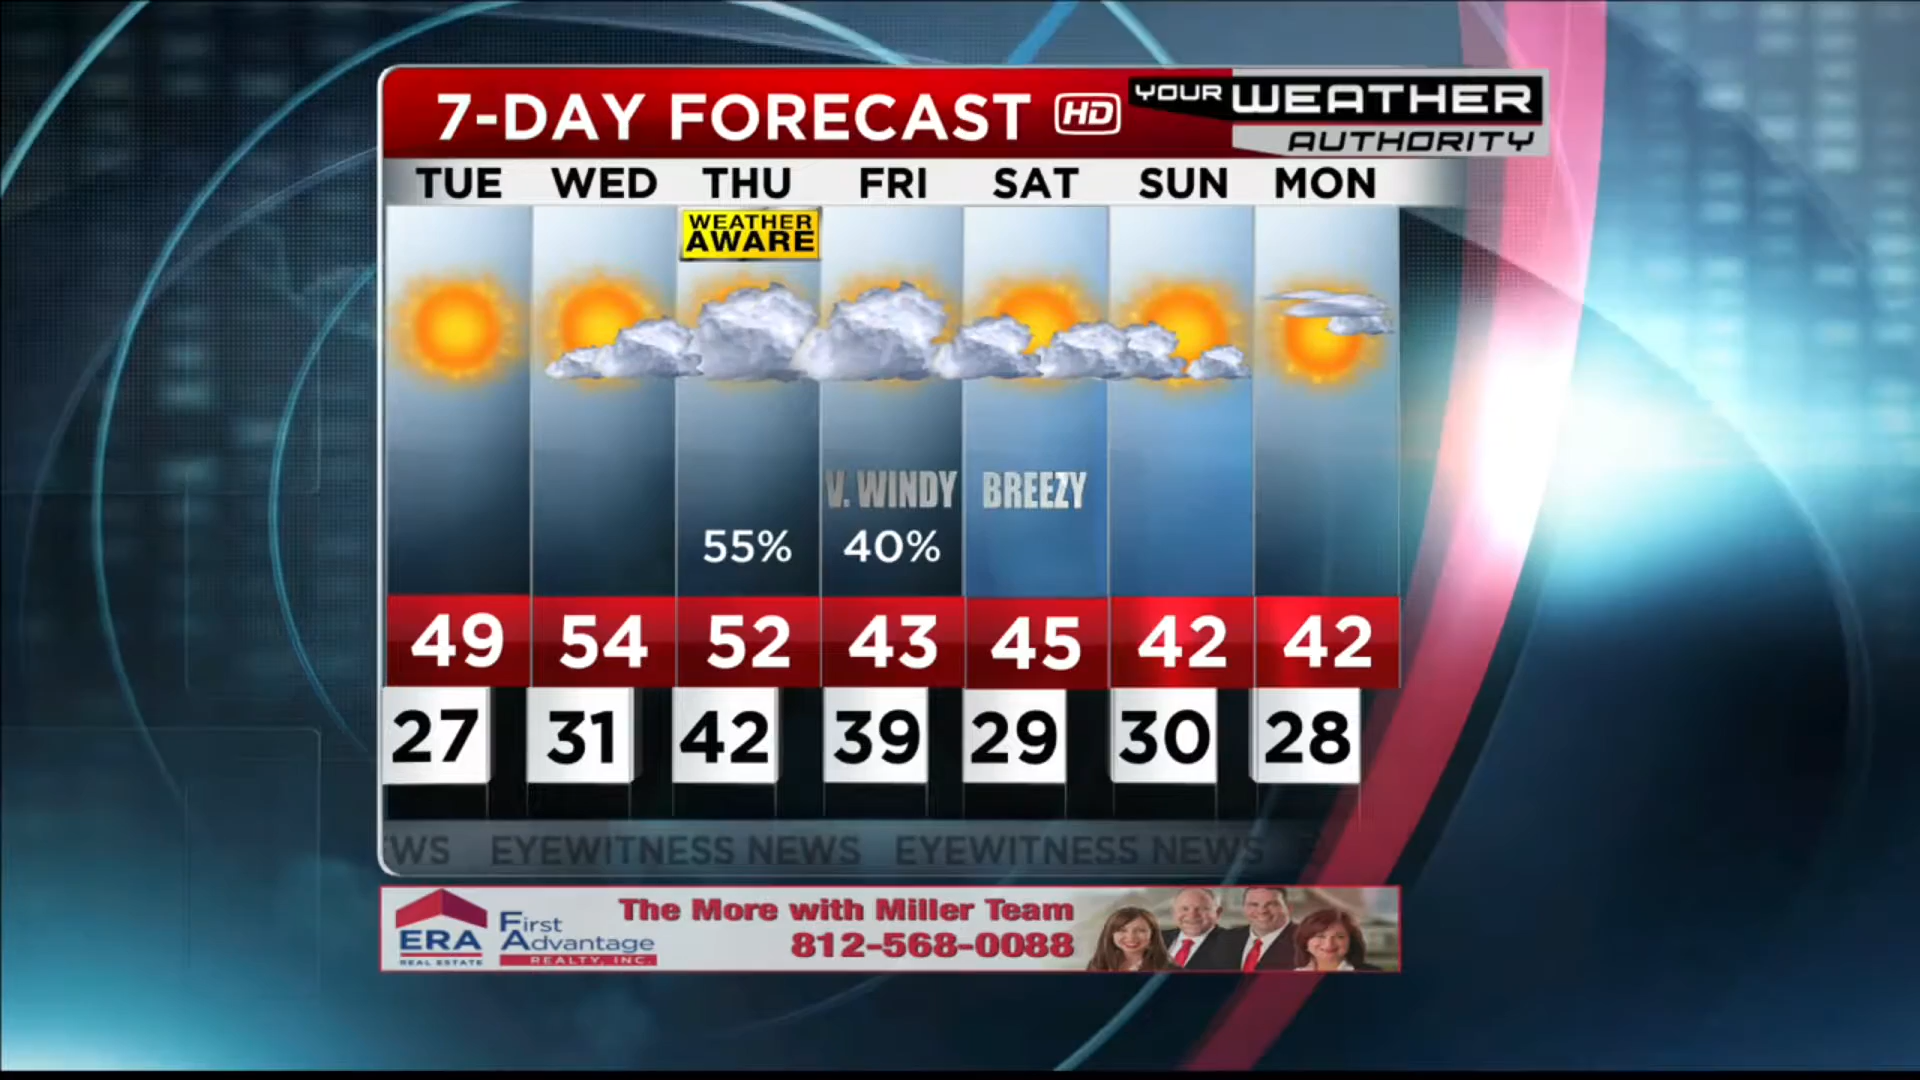 7-DAY FORECAST HD YOUR WEATHER
AUTHORITY
TUE WED THU FRI SAT SUN MON
WEATHER
AWARE
V. WINDY BREEZY
55% 40%
49 54 52 43 45 42 42
27 31 42 39 29 30 28
WS EYEWITNESS NEWS EYEWITNESS NEWS
ERA
REAL ESTATE
First
Advantage
REALTY, INC.
The More with Miller Team
812-568-0088